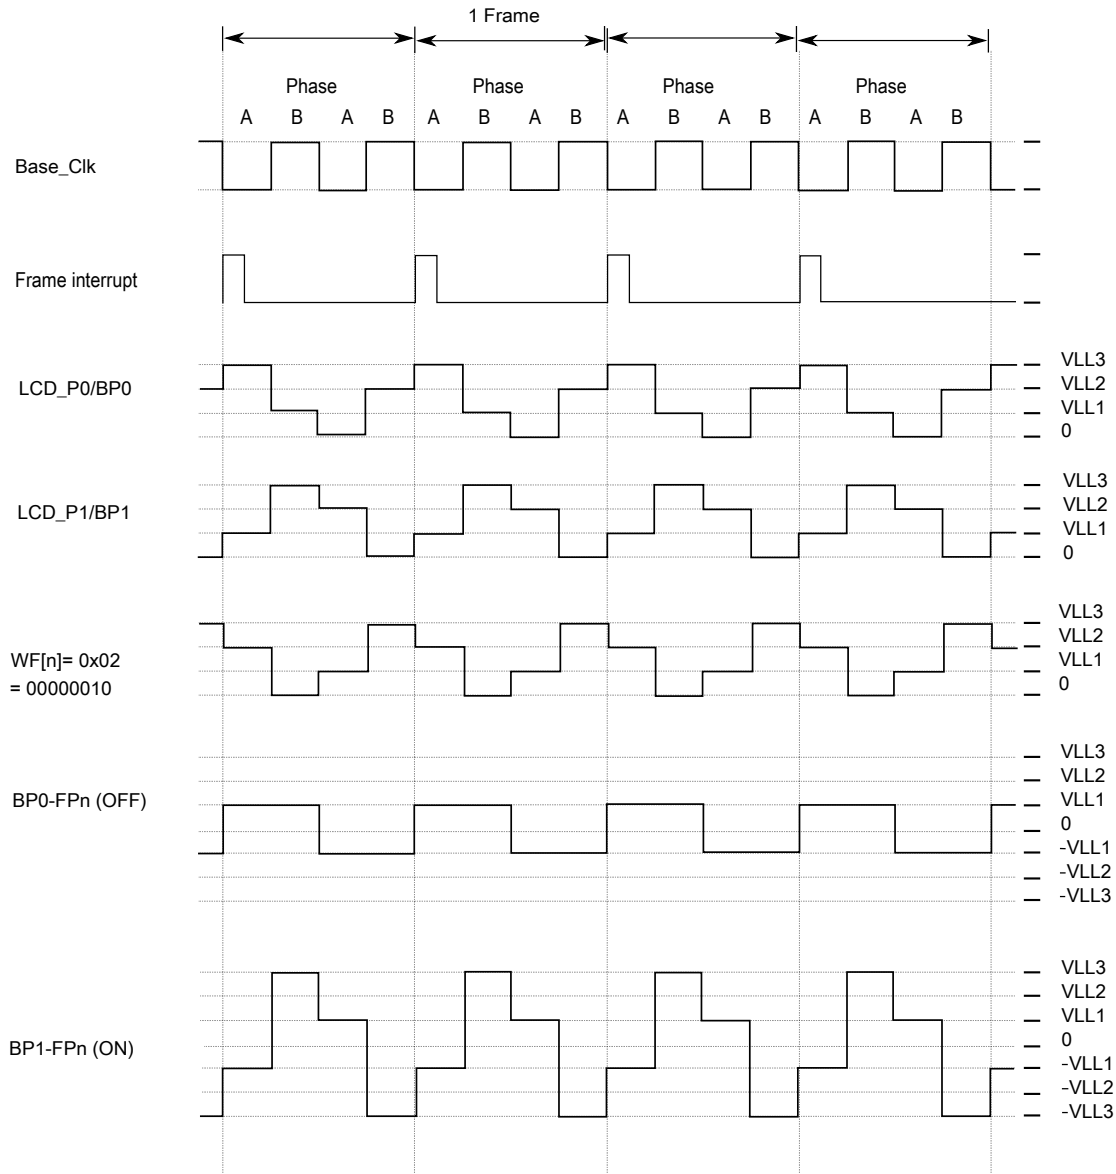 1 Frame
Phase Phase Phase Phase
A B A B A B A B A B A B A B A B
Base_Clk
Frame interrupt
LCD_P0/BP0
VLL3
VLL2
VLL1
0
LCD_P1/BP1
VLL3
VLL2
VLL1
0
WF[n]= 0x02
= 00000010
VLL3
VLL2
VLL1
0
BP0-FPn (OFF)
VLL3
VLL2
VLL1
0
-VLL1
-VLL2
-VLL3
BP1-FPn (ON)
VLL3
VLL2
VLL1
0
-VLL1
-VLL2
-VLL3